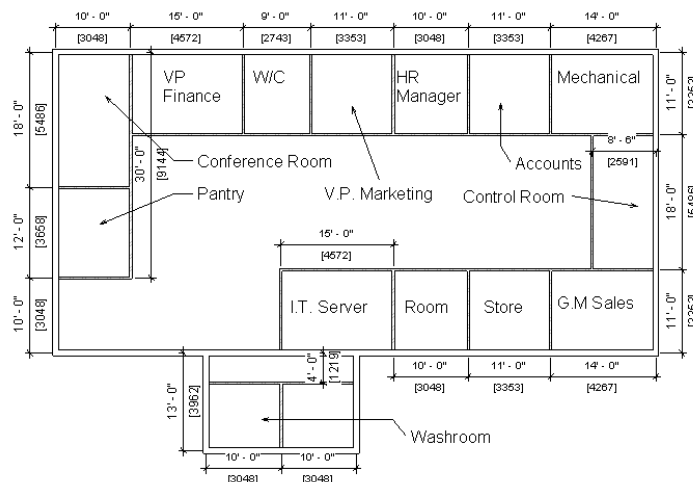 10' - 0" 15' - 0" 9' - 0" 11' - 0" 10' - 0" 11' - 0" 14' - 0"
[3048] [4572] [2743] [3353] [3048] [3353] [4267]
VP
Finance
W/C
HR
Manager
Mechanical
18' - 0"
[5486]
11' - 0"
8' - 6"
[2591]
Conference Room
30' - 0"
[9144]
Accounts
Pantry
V.P. Marketing
Control Room
12' - 0"
[3658]
18' - 0"
15' - 0"
[4572]
10' - 0"
[3048]
I.T. Server
Room
Store
G.M Sales
11' - 0"
4' - 0"
[1219]
10' - 0" 11' - 0" 14' - 0"
[3048] [3353] [4267]
13' - 0"
[3962]
Washroom
10' - 0" 10' - 0"
[3048] [3048]